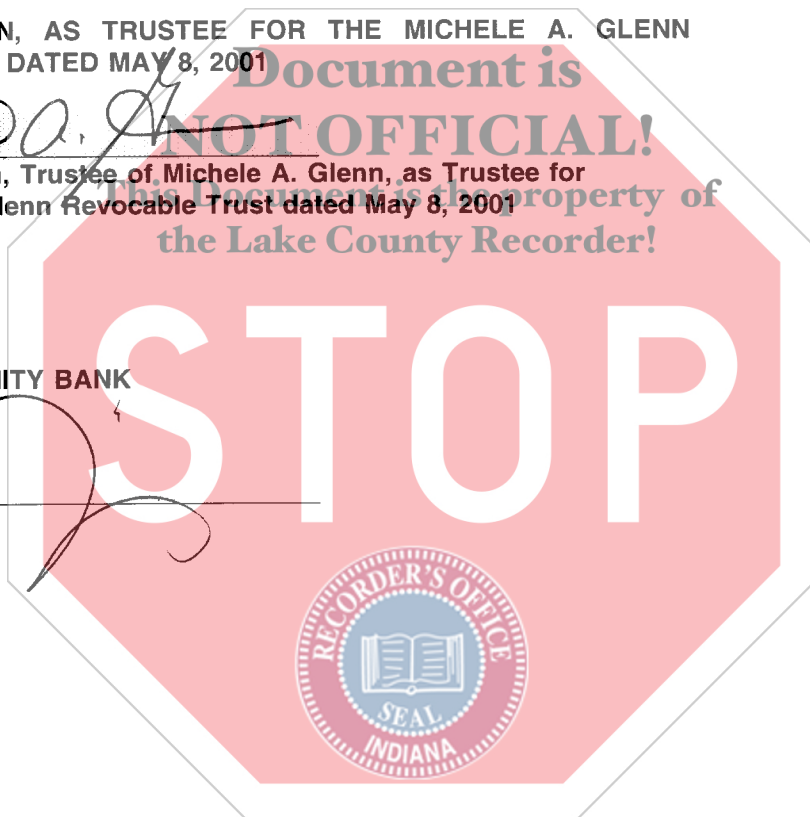 N, AS TRUSTEE FOR THE MICHELE A. GLENN
DATED MAY 8, 2001
Document is
NOT OFFICIAL!
This Document is the property of
the Lake County Recorder!
a.
, Trustee of Michele A. Glenn, as Trustee for
lenn Revocable Trust dated May 8, 2001
ITY BANK
STOP
RECORDER'S OFFICE
SEAL
INDIANA